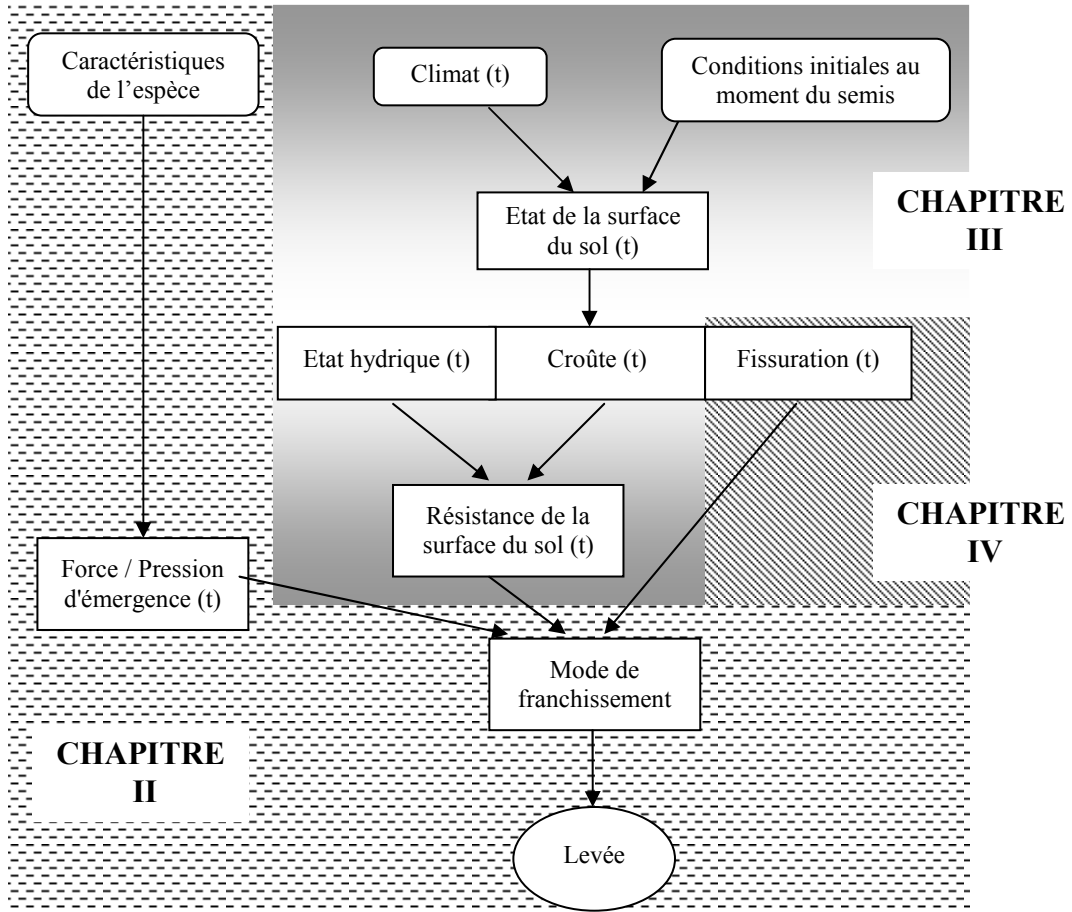 Caractéristiques
de l’espèce
Climat (t)
Conditions initiales au
moment du semis
Etat de la surface
du sol (t)
CHAPITRE
III
Etat hydrique (t)
Croûte (t)
Fissuration (t)
Résistance de la
surface du sol (t)
CHAPITRE
IV
Force / Pression
d'émergence (t)
Mode de
franchissement
CHAPITRE
II
Levée